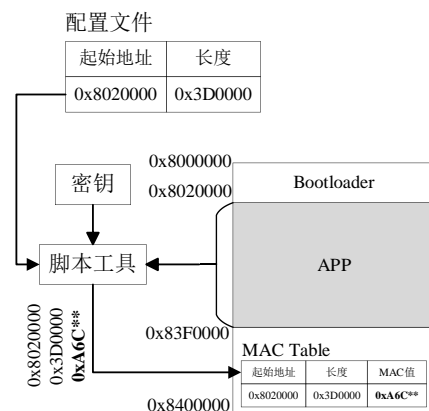 配置文件
起始地址 长度
0x8020000 0x3D0000
密钥
脚本工具
0x8020000
0x3D0000
0xA6C**
0x8000000
0x8020000
Bootloader
APP
0x83F0000
MAC Table
起始地址 长度 MAC值
0x8020000 0x3D0000 0xA6C**
0x8400000